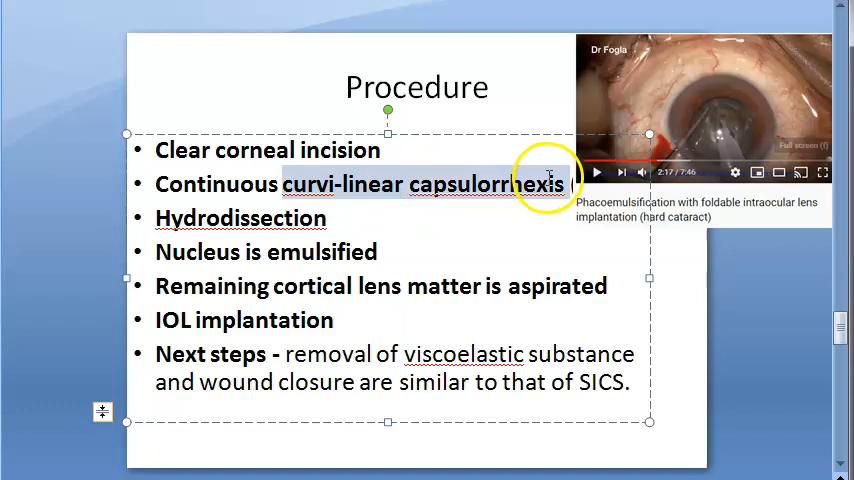 Procedure
• Clear corneal incision
• Continuous curvi-linear capsulorrhexis (
• Hydrodissection
• Nucleus is emulsified
• Remaining cortical lens matter is aspirated
• IOL implantation
• Next steps - removal of viscoelastic substance
and wound closure are similar to that of SICS.
Dr Fogla
Full screen (f)
2:17 / 7:46
Phacoemulsification with foldable intraocular lens
implantation (hard cataract)